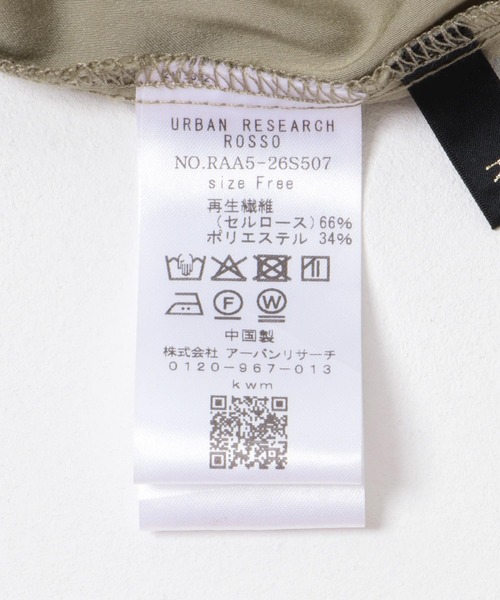 URBAN RESEARCH
ROSSO
NO.RAA5-26S507
size Free
再生繊維
(セルロース)66%
ポリエステル 34%
F W
中国製
株式会社 アーバンリサーチ
0120-967-013
kwm